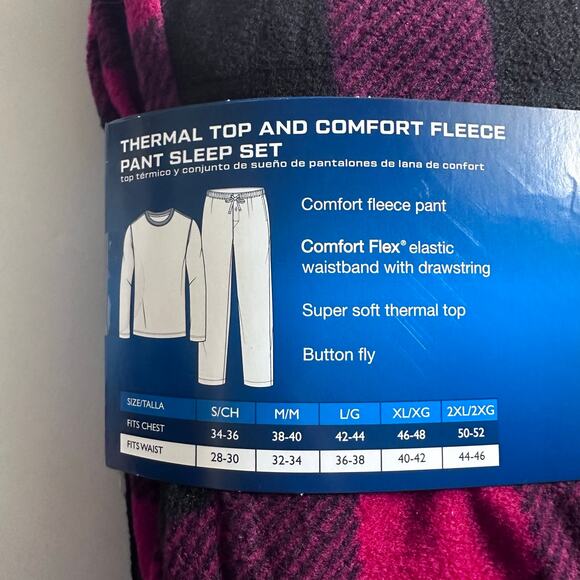 THERMAL TOP AND COMFORT FLEECE
PANT SLEEP SET
top térmico y conjunto de sueño de pantalones de lana de confort
Comfort fleece pant
Comfort Flex® elastic
waistband with drawstring
Super soft thermal top
Button fly
SIZE/TALLA S/CH M/M L/G XL/XG 2XL/2XG
FITS CHEST 34-36 38-40 42-44 46-48 50-52
FITS WAIST 28-30 32-34 36-38 40-42 44-46